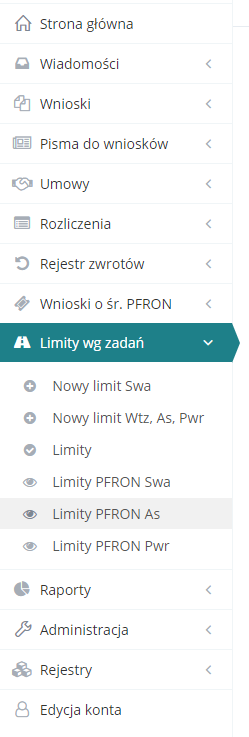 Strona główna
Wiadomości
Wnioski
Pisma do wniosków
Umowy
Rozliczenia
Rejestr zwrotów
Wnioski o śr. PFRON
Limity wg zadań
Nowy limit Swa
Nowy limit Wtz, As, Pwr
Limity
Limity PFRON Swa
Limity PFRON As
Limity PFRON Pwr
Raporty
Administracja
Rejestry
Edycja konta